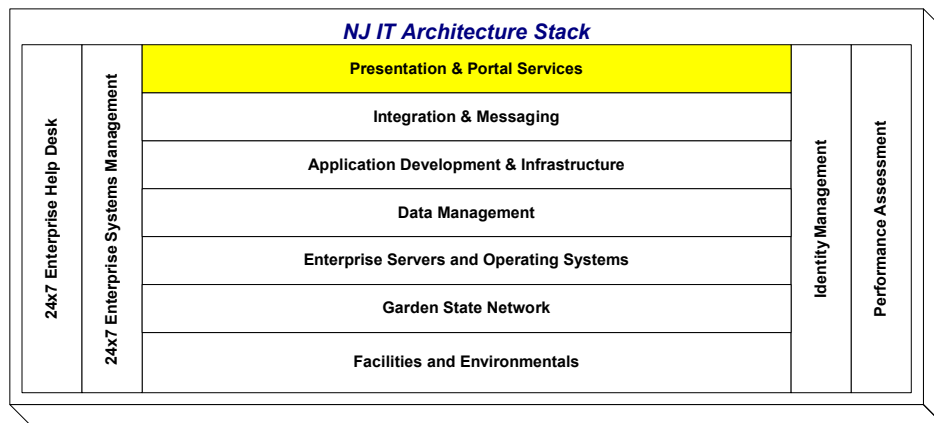 NJ IT Architecture Stack
24x7 Enterprise Help Desk
24x7 Enterprise Systems Management
Presentation & Portal Services
Integration & Messaging
Application Development & Infrastructure
Data Management
Enterprise Servers and Operating Systems
Garden State Network
Facilities and Environmentals
Identity Management
Performance Assessment